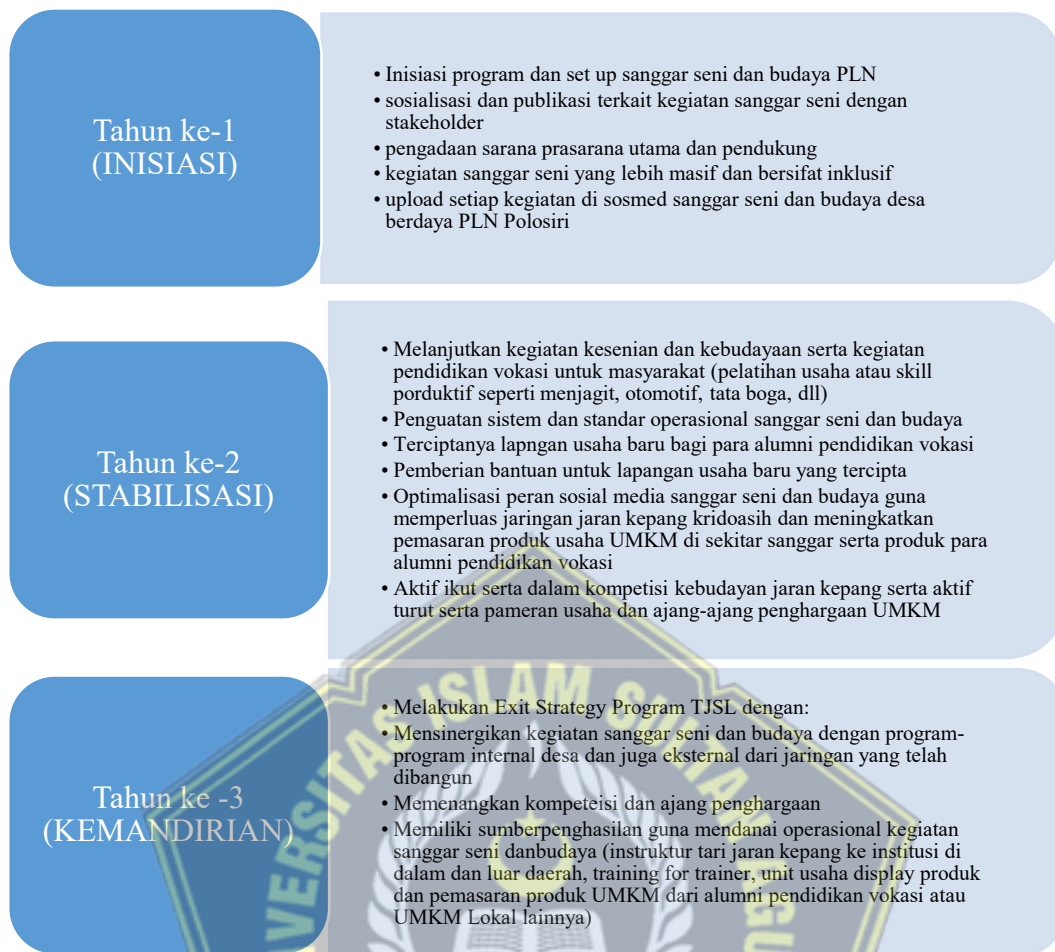 Tahun ke-1
(INISIASI)
• Inisiasi program dan set up sanggar seni dan budaya PLN
• sosialisasi dan publikasi terkait kegiatan sanggar seni dengan
stakeholder
• pengadaan sarana prasarana utama dan pendukung
• kegiatan sanggar seni yang lebih masif dan bersifat inklusif
• upload setiap kegiatan di sosmed sanggar seni dan budaya desa
berdaya PLN Polosiri
Tahun ke-2
(STABILISASI)
• Melanjutkan kegiatan kesenian dan kebudayaan serta kegiatan
pendidikan vokasi untuk masyarakat (pelatihan usaha atau skill
porduktif seperti menjagit, otomotif, tata boga, dll)
• Penguatan sistem dan standar operasional sanggar seni dan budaya
• Terciptanya lapngan usaha baru bagi para alumni pendidikan vokasi
• Pemberian bantuan untuk lapangan usaha baru yang tercipta
• Optimalisasi peran sosial media sanggar seni dan budaya guna
memperluas jaringan jaran kepang kridoasih dan meningkatkan
pemasaran produk usaha UMKM di sekitar sanggar serta produk para
alumni pendidikan vokasi
• Aktif ikut serta dalam kompetisi kebudayan jaran kepang serta aktif
turut serta pameran usaha dan ajang-ajang penghargaan UMKM
Tahun ke -3
(KEMANDIRIAN)
• Melakukan Exit Strategy Program TJSL dengan:
• Mensinergikan kegiatan sanggar seni dan budaya dengan program-
program internal desa dan juga eksternal dari jaringan yang telah
dibangun
• Memenangkan kompeteisi dan ajang penghargaan
• Memiliki sumberpenghasilan guna mendanai operasional kegiatan
sanggar seni danbudaya (instruktur tari jaran kepang ke institusi di
dalam dan luar daerah, training for trainer, unit usaha display produk
dan pemasaran produk UMKM dari alumni pendidikan vokasi atau
UMKM Lokal lainnya)
ISLAM SULTAN AGU
VERSITAS